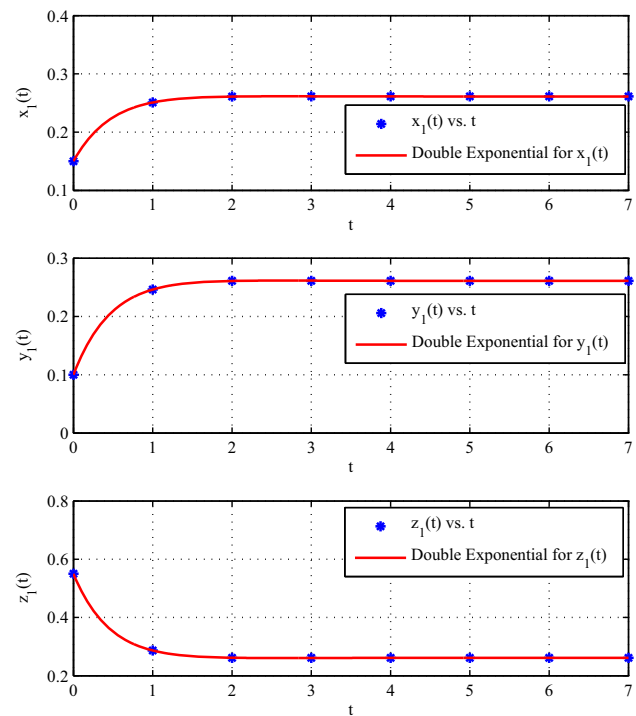 0.4
0.3
0.2
0.1
x1(t)
0 1 2 3 4 5 6 7
t
x1(t) vs. t
Double Exponential for x1(t)
0.3
0.2
0.1
0
y1(t)
0 1 2 3 4 5 6 7
t
y1(t) vs. t
Double Exponential for y1(t)
0.8
0.6
0.4
0.2
z1(t)
0 1 2 3 4 5 6 7
t
z1(t) vs. t
Double Exponential for z1(t)